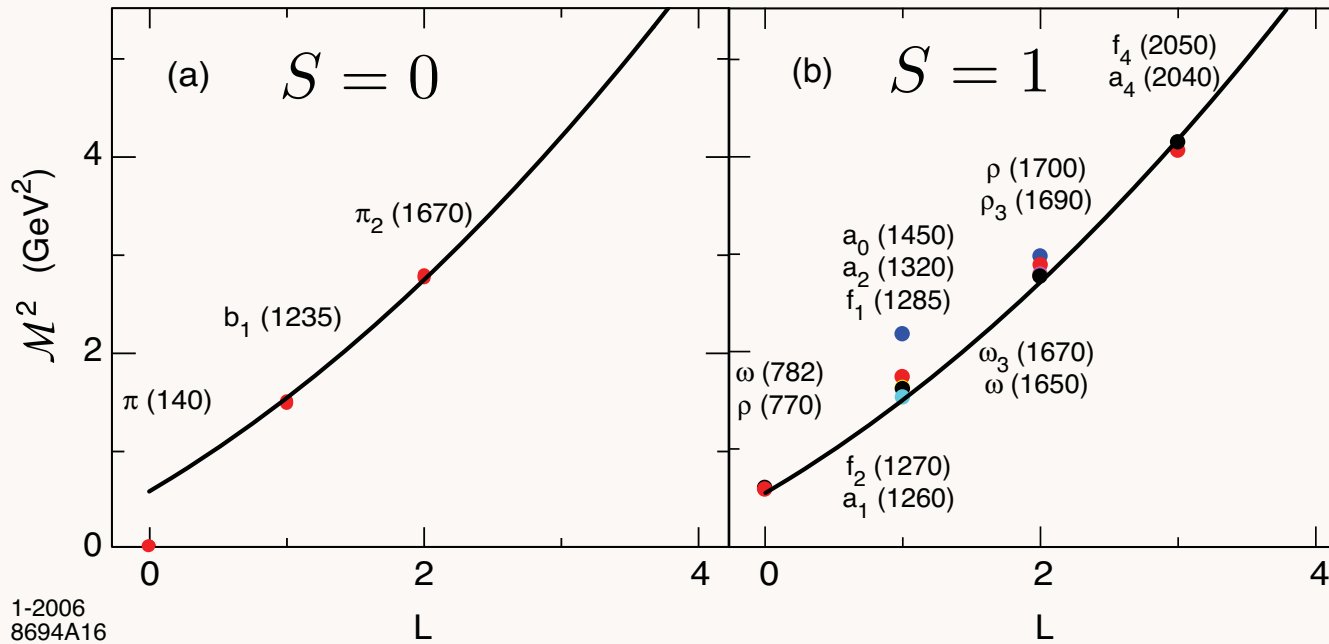 (a)
S = 0
4
2
0
ℳ² (GeV²)
π₂ (1670)
b₁ (1235)
π (140)
0
2
4
L
(b)
S = 1
f₄ (2050)
a₄ (2040)
ρ (1700)
ρ₃ (1690)
a₀ (1450)
a₂ (1320)
f₁ (1285)
ω (782)
ρ (770)
ω₃ (1670)
ω (1650)
f₂ (1270)
a₁ (1260)
0
2
4
L
1-2006
8694A16